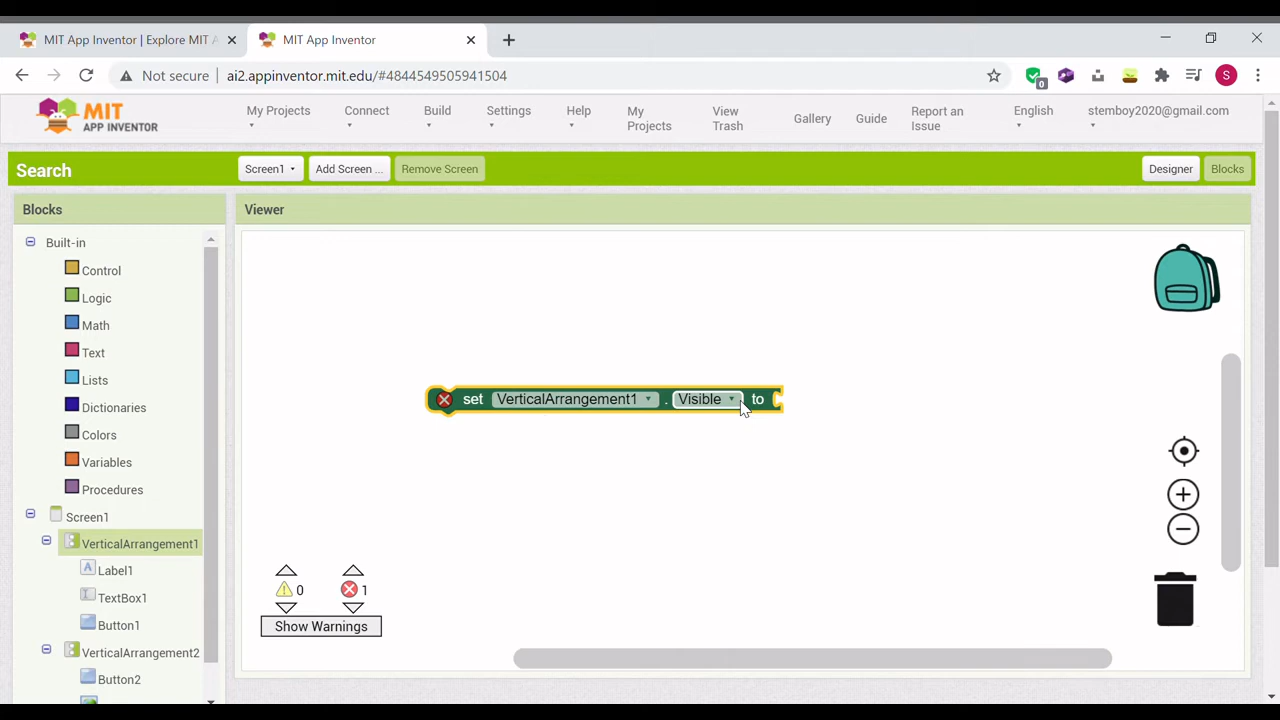 MIT App Inventor | Explore MIT A
MIT App Inventor
Not secure
ai2.appinventor.mit.edu/#4844549505941504
0
S
MIT
APP INVENTOR
My Projects
Connect
Build
Settings
Help
My Projects
View Trash
Gallery
Guide
Report an Issue
English
stemboy2020@gmail.com
Search
Screen1
Add Screen ...
Remove Screen
Designer
Blocks
Blocks
Viewer
Built-in
Control
Logic
Math
Text
Lists
Dictionaries
Colors
Variables
Procedures
Screen1
VerticalArrangement1
Label1
TextBox1
Button1
VerticalArrangement2
Button2
set VerticalArrangement1 . Visible to
0
1
Show Warnings